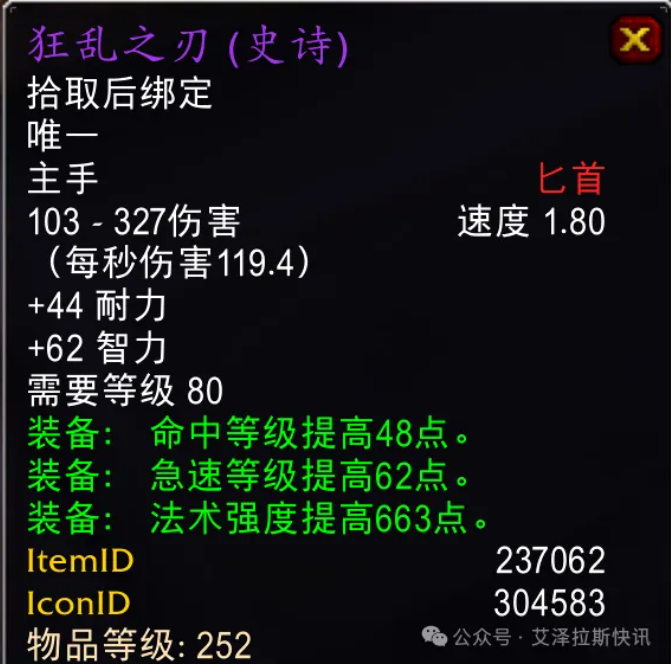 狂乱之刃 (史诗)
拾取后绑定
唯一
主手 匕首
103 - 327伤害 速度 1.80
（每秒伤害119.4）
+44 耐力
+62 智力
需要等级 80
装备: 命中等级提高48点。
装备: 急速等级提高62点。
装备: 法术强度提高663点。
ItemID 237062
IconID 304583
物品等级: 252
公众号 · 艾泽拉斯快讯